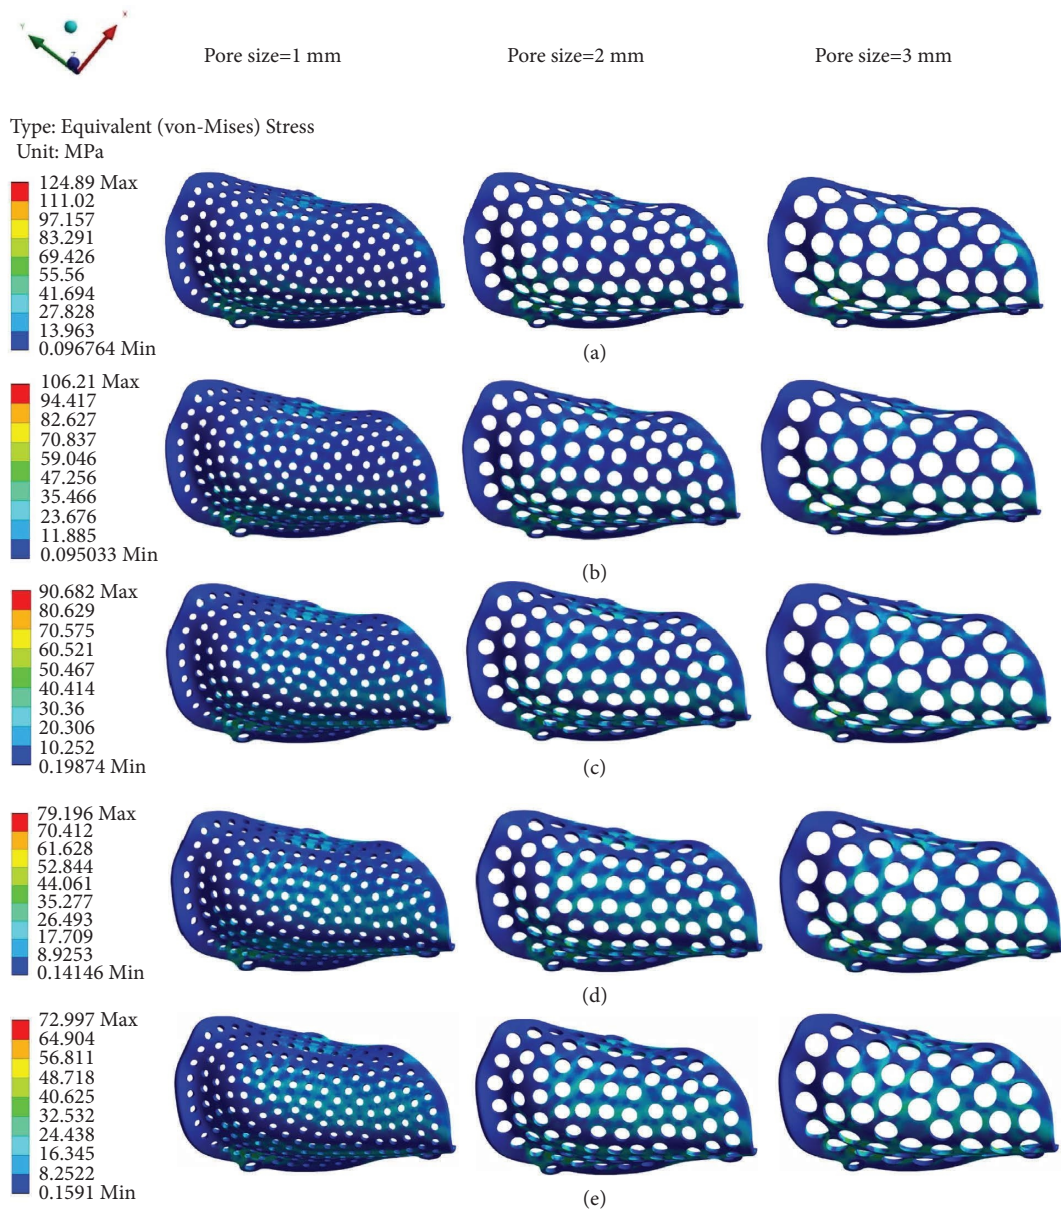 Y
X
Z
Pore size=1 mm
Pore size=2 mm
Pore size=3 mm
Type: Equivalent (von-Mises) Stress
Unit: MPa
124.89 Max
111.02
97.157
83.291
69.426
55.56
41.694
27.828
13.963
0.096764 Min
(a)
106.21 Max
94.417
82.627
70.837
59.046
47.256
35.466
23.676
11.885
0.095033 Min
(b)
90.682 Max
80.629
70.575
60.521
50.467
40.414
30.36
20.306
10.252
0.19874 Min
(c)
79.196 Max
70.412
61.628
52.844
44.061
35.277
26.493
17.709
8.9253
0.14146 Min
(d)
72.997 Max
64.904
56.811
48.718
40.625
32.532
24.438
16.345
8.2522
0.1591 Min
(e)